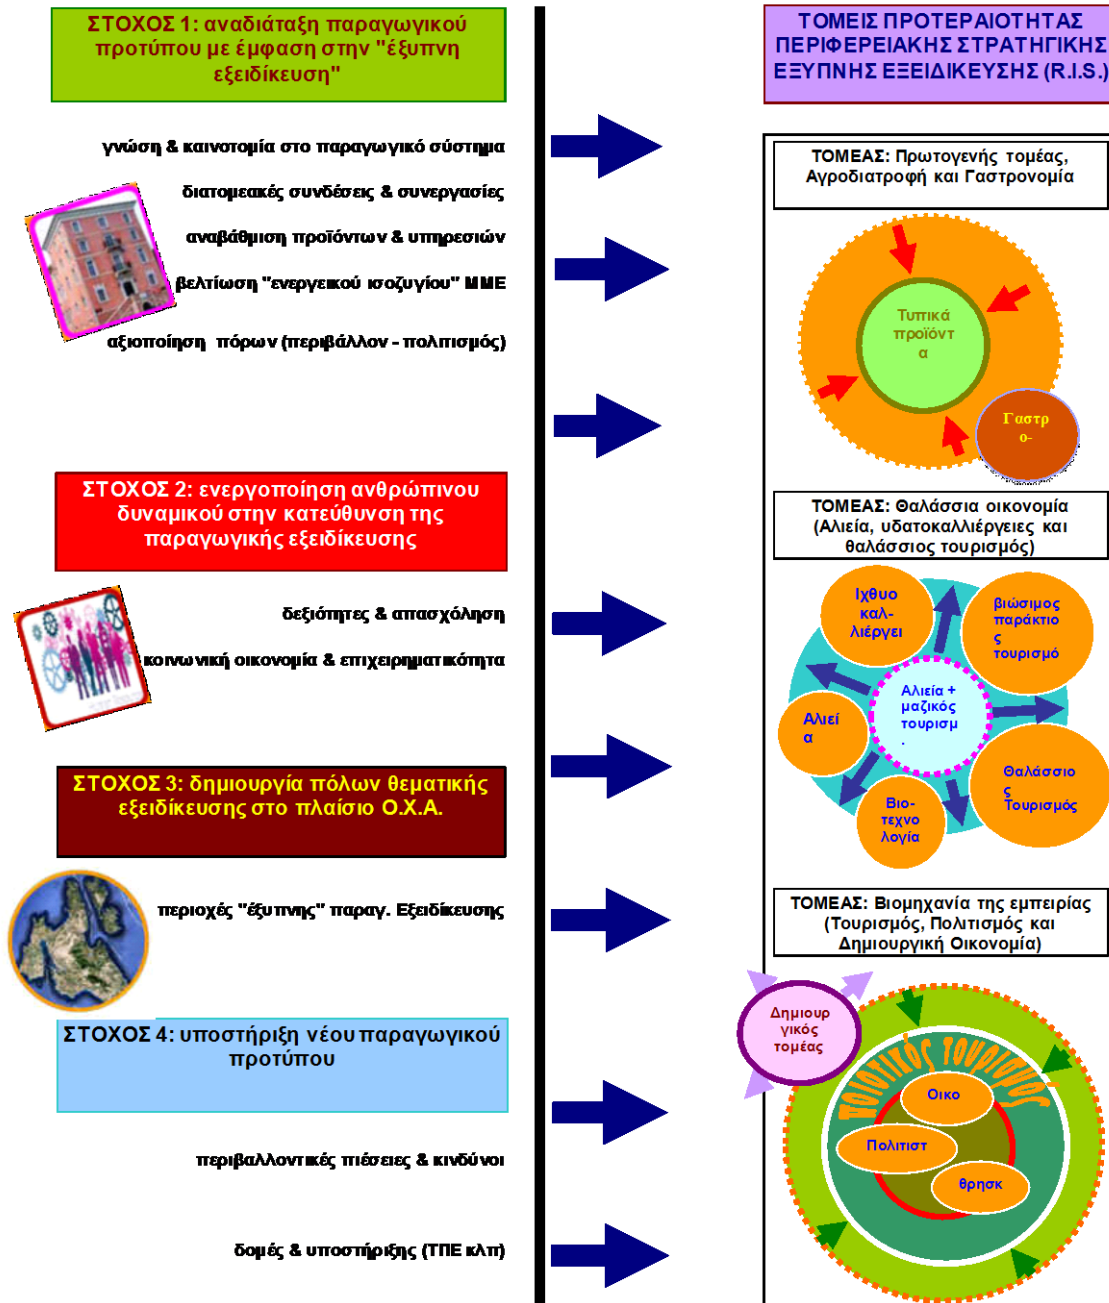 ΣΤΟΧΟΣ 1: αναδιάταξη παραγωγικού
προτύπου με έμφαση στην "έξυπνη
εξειδίκευση"
γνώση & καινοτομία στο παραγωγικό σύστημα
διατομεακές συνδέσεις & συνεργασίες
αναβάθμιση προϊόντων & υπηρεσιών
βελτίωση "ενεργεικού ισοζυγίου" ΜΜΕ
αξιοποίηση πόρων (περιβάλλον - πολιτισμός)
ΣΤΟΧΟΣ 2: ενεργοποίηση ανθρώπινου
δυναμικού στην κατεύθυνση της
παραγωγικής εξειδίκευσης
δεξιότητες & απασχόληση
κοινωνική οικονομία & επιχειρηματικότητα
ΣΤΟΧΟΣ 3: δημιουργία πόλων θεματικής
εξειδίκευσης στο πλαίσιο Ο.Χ.Α.
περιοχές "έξυπνης" παραγ. Εξειδίκευσης
ΣΤΟΧΟΣ 4: υποστήριξη νέου παραγωγικού
προτύπου
περιβαλλοντικές πιέσειες & κινδύνοι
δομές & υποστήριξης (ΤΠΕ κλπ)
ΤΟΜΕΙΣ ΠΡΟΤΕΡΑΙΟΤΗΤΑΣ
ΠΕΡΙΦΕΡΕΙΑΚΗΣ ΣΤΡΑΤΗΓΙΚΗΣ
ΕΞΥΠΝΗΣ ΕΞΕΙΔΙΚΕΥΣΗΣ (R.I.S.)
ΤΟΜΕΑΣ: Πρωτογενής τομέας,
Αγροδιατροφή και Γαστρονομία
Τυπικά
προϊόντ
α
Γαστρ
ο-
ΤΟΜΕΑΣ: Θαλάσσια οικονομία
(Αλιεία, υδατοκαλλιέργειες και
θαλάσσιος τουρισμός)
Ιχθυο
καλ-
λιέργει
βιώσιμος
παράκτιο
ς
τουρισμό
Αλιεία +
μαζικός
τουρισμ
.
Αλιεί
α
Θαλάσσιο
ς
Τουρισμός
Βιο-
τεχνο
λογία
ΤΟΜΕΑΣ: Βιομηχανία της εμπειρίας
(Τουρισμός, Πολιτισμός και
Δημιουργική Οικονομία)
Δημιουρ
γικός
τομέας
ποιοτικός τουρισμός
Οικο
Πολιτιστ
θρησκ